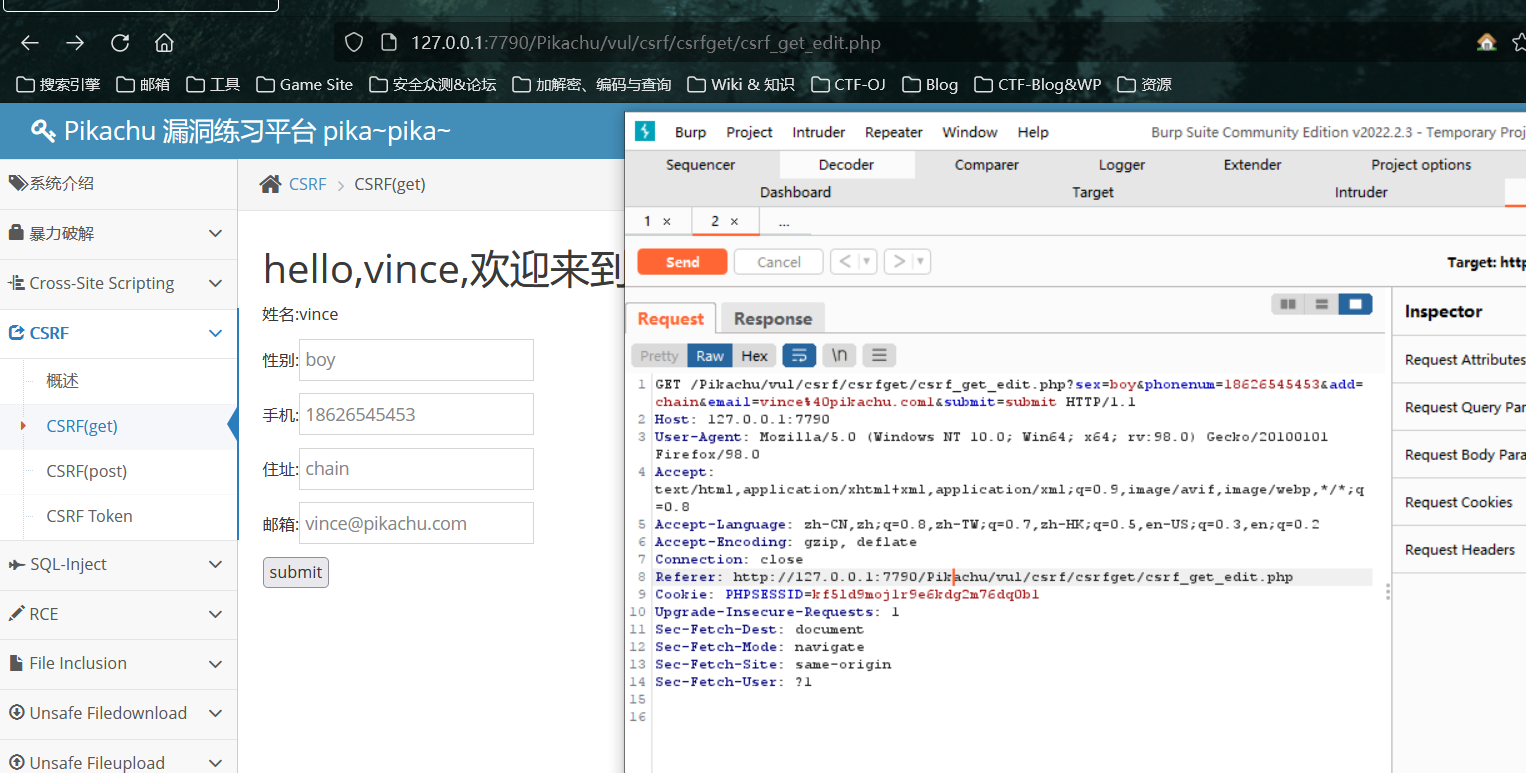 127.0.0.1:7790/Pikachu/vul/csrf/csrfget/csrf_get_edit.php
搜索引擎 邮箱 工具 Game Site 安全众测&论坛 加解密、编码与查询 Wiki & 知识 CTF-OJ Blog CTF-Blog&WP 资源
Pikachu 漏洞练习平台 pika~pika~
系统介绍
暴力破解
Cross-Site Scripting
CSRF
概述
CSRF(get)
CSRF(post)
CSRF Token
SQL-Inject
RCE
File Inclusion
Unsafe Filedownload
Unsafe Fileupload
CSRF > CSRF(get)
hello,vince,欢迎来到
姓名:vince
性别: boy
手机: 18626545453
住址: chain
邮箱: vince@pikachu.com
submit
Burp Project Intruder Repeater Window Help Burp Suite Community Edition v2022.2.3 - Temporary Proj
Sequencer Decoder Comparer Logger Extender Project options
Dashboard Target Intruder
1 × 2 × ...
Send Cancel < > Target: http
Request Response
Pretty Raw Hex \n
1 GET /Pikachu/vul/csrf/csrfget/csrf_get_edit.php?sex=boy&phonenum=18626545453&add=
chain&email=vince%40pikachu.com1&submit=submit HTTP/1.1
2 Host: 127.0.0.1:7790
3 User-Agent: Mozilla/5.0 (Windows NT 10.0; Win64; x64; rv:98.0) Gecko/20100101
Firefox/98.0
4 Accept:
text/html,application/xhtml+xml,application/xml;q=0.9,image/avif,image/webp,*/*;q
=0.8
5 Accept-Language: zh-CN,zh;q=0.8,zh-TW;q=0.7,zh-HK;q=0.5,en-US;q=0.3,en;q=0.2
6 Accept-Encoding: gzip, deflate
7 Connection: close
8 Referer: http://127.0.0.1:7790/Pikachu/vul/csrf/csrfget/csrf_get_edit.php
9 Cookie: PHPSESSID=kf51d9moj1r9e6kdg2m76dq0b1
10 Upgrade-Insecure-Requests: 1
11 Sec-Fetch-Dest: document
12 Sec-Fetch-Mode: navigate
13 Sec-Fetch-Site: same-origin
14 Sec-Fetch-User: ?1
15
16
Inspector
Request Attributes
Request Query Par
Request Body Para
Request Cookies
Request Headers